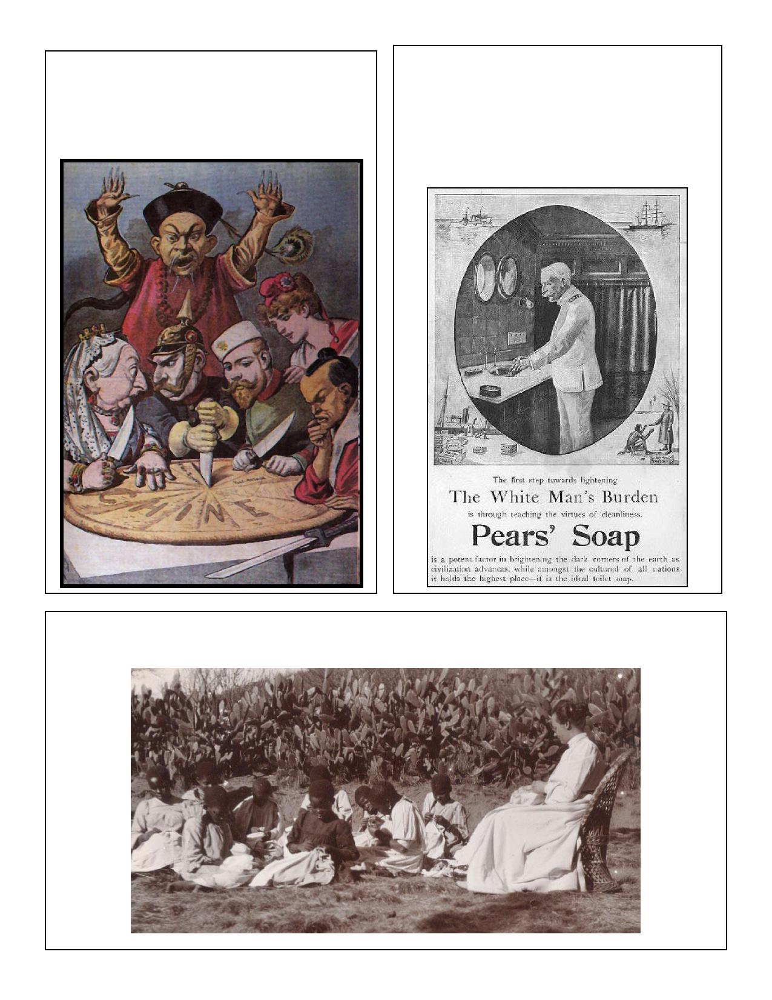 CHINE
The first step towards lightening
The White Man's Burden
is through teaching the virtues of cleanliness.
Pears' Soap
is a potent factor in brightening the dark corners of the earth as
civilization advances, while amongst the cultured of all nations
it holds the highest place—it is the ideal toilet soap.